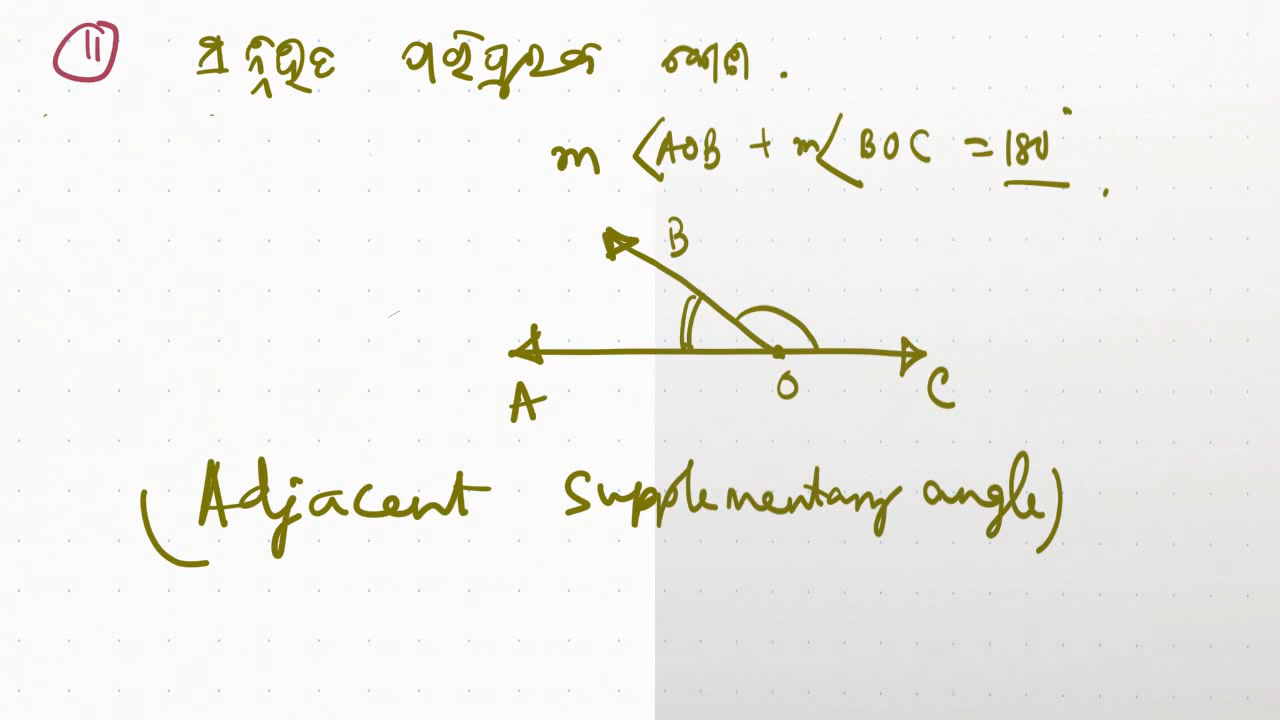 11 ସନ୍ନିହିତ ପରିପୂରକ କୋଣ .
m ∠AOB + m∠BOC = 180° .
B
A O C
(Adjacent supplementary angle)